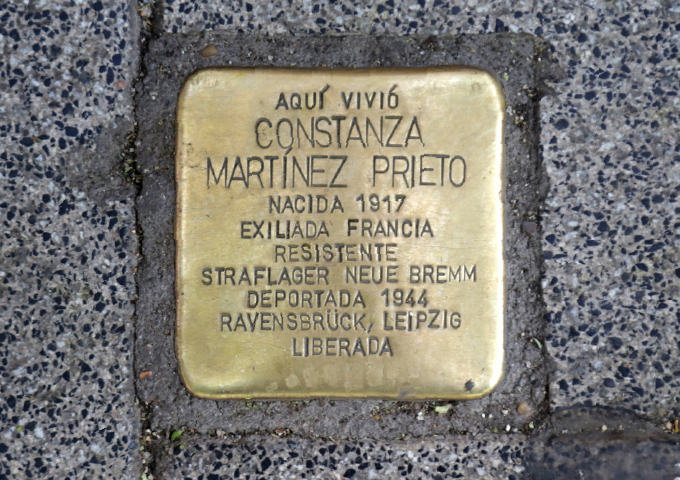 AQUÍ VIVIÓ
CONSTANZA
MARTÍNEZ PRIETO
NACIDA 1917
EXILIADA FRANCIA
RESISTENTE
STRAFLAGER NEUE BREMM
DEPORTADA 1944
RAVENSBRÜCK, LEIPZIG
LIBERADA